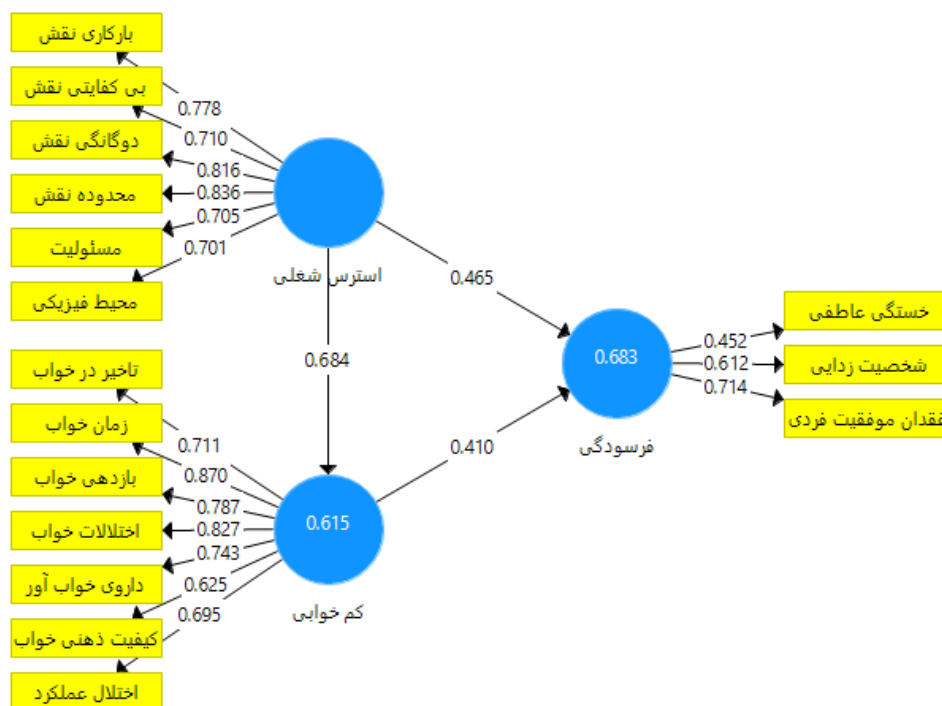 بارکاری نقش
بی کفایتی نقش
دوگانگی نقش
محدوده نقش
مسئولیت
محیط فیزیکی
0.778
0.710
0.816
0.836
0.705
0.701
استرس شغلی
0.465
0.684
0.410
تاخیر در خواب
زمان خواب
بازدهی خواب
اختلالات خواب
داروی خواب آور
کیفیت ذهنی خواب
اختلال عملکرد
0.711
0.870
0.787
0.827
0.743
0.625
0.695
0.615
کم خوابی
0.683
فرسودگی
0.452
0.612
0.714
خستگی عاطفی
شخصیت زدایی
فقدان موفقیت فردی